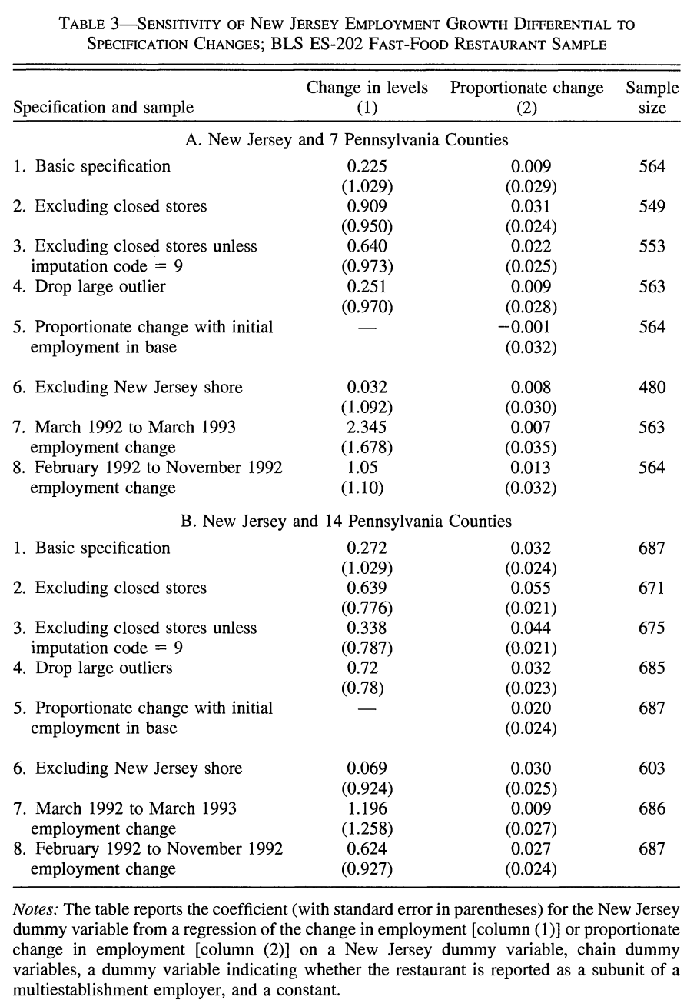 TABLE 3—SENSITIVITY OF NEW JERSEY EMPLOYMENT GROWTH DIFFERENTIAL TO
SPECIFICATION CHANGES; BLS ES-202 FAST-FOOD RESTAURANT SAMPLE
Specification and sample Change in levels (1) Proportionate change (2) Sample size
A. New Jersey and 7 Pennsylvania Counties
1. Basic specification 0.225 0.009 564
(1.029) (0.029)
2. Excluding closed stores 0.909 0.031 549
(0.950) (0.024)
3. Excluding closed stores unless 0.640 0.022 553
imputation code = 9 (0.973) (0.025)
4. Drop large outlier 0.251 0.009 563
(0.970) (0.028)
5. Proportionate change with initial — −0.001 564
employment in base (0.032)
6. Excluding New Jersey shore 0.032 0.008 480
(1.092) (0.030)
7. March 1992 to March 1993 2.345 0.007 563
employment change (1.678) (0.035)
8. February 1992 to November 1992 1.05 0.013 564
employment change (1.10) (0.032)
B. New Jersey and 14 Pennsylvania Counties
1. Basic specification 0.272 0.032 687
(1.029) (0.024)
2. Excluding closed stores 0.639 0.055 671
(0.776) (0.021)
3. Excluding closed stores unless 0.338 0.044 675
imputation code = 9 (0.787) (0.021)
4. Drop large outliers 0.72 0.032 685
(0.78) (0.023)
5. Proportionate change with initial — 0.020 687
employment in base (0.024)
6. Excluding New Jersey shore 0.069 0.030 603
(0.924) (0.025)
7. March 1992 to March 1993 1.196 0.009 686
employment change (1.258) (0.027)
8. February 1992 to November 1992 0.624 0.027 687
employment change (0.927) (0.024)
Notes: The table reports the coefficient (with standard error in parentheses) for the New Jersey
dummy variable from a regression of the change in employment [column (1)] or proportionate
change in employment [column (2)] on a New Jersey dummy variable, chain dummy
variables, a dummy variable indicating whether the restaurant is reported as a subunit of a
multiestablishment employer, and a constant.